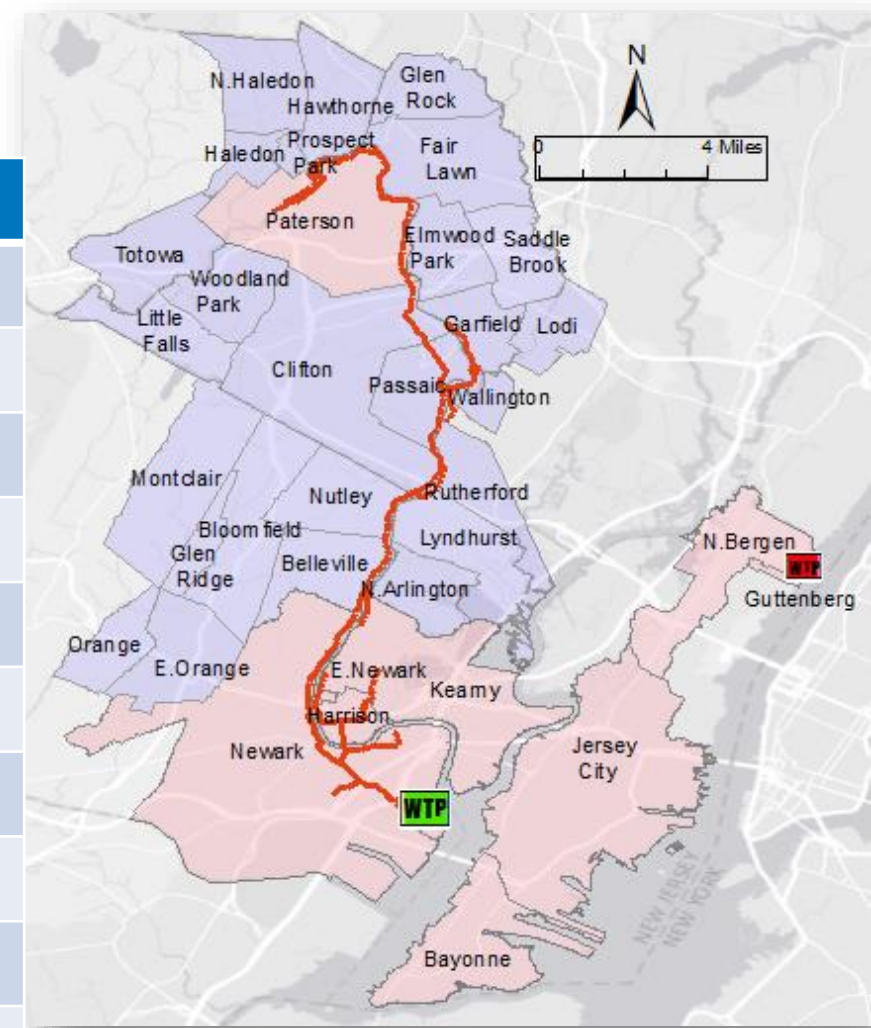 N
0 4 Miles
N.Haledon
Glen
Rock
Hawthorne
Haledon
Prospect
Park
Fair
Lawn
Paterson
Elmwood
Park
Saddle
Brook
Totowa
Woodland
Park
Little
Falls
Garfield
Lodi
Clifton
Passaic
Wallington
Montclair
Nutley
Rutherford
Bloomfield
Lyndhurst
Glen
Ridge
Belleville
N.Arlington
N.Bergen
WTP
Guttenberg
Orange
E.Orange
E.Newark
Kearny
Harrison
Newark
Jersey
City
WTP
NEW JERSEY
NEW YORK
Bayonne